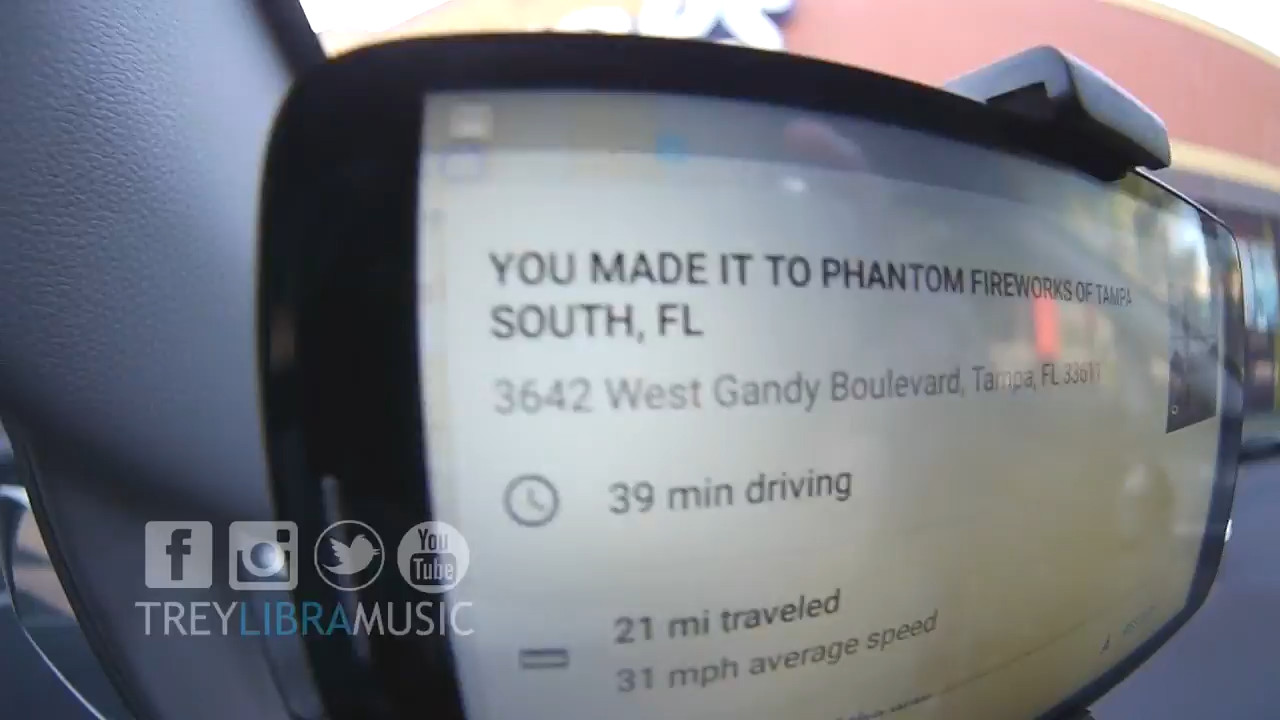 YOU MADE IT TO PHANTOM FIREWORKS OF TAMPA
SOUTH, FL
3642 West Gandy Boulevard, Tampa, FL 33611
39 min driving
21 mi traveled
31 mph average speed
f
You
Tube
TREYLIBRAMUSIC